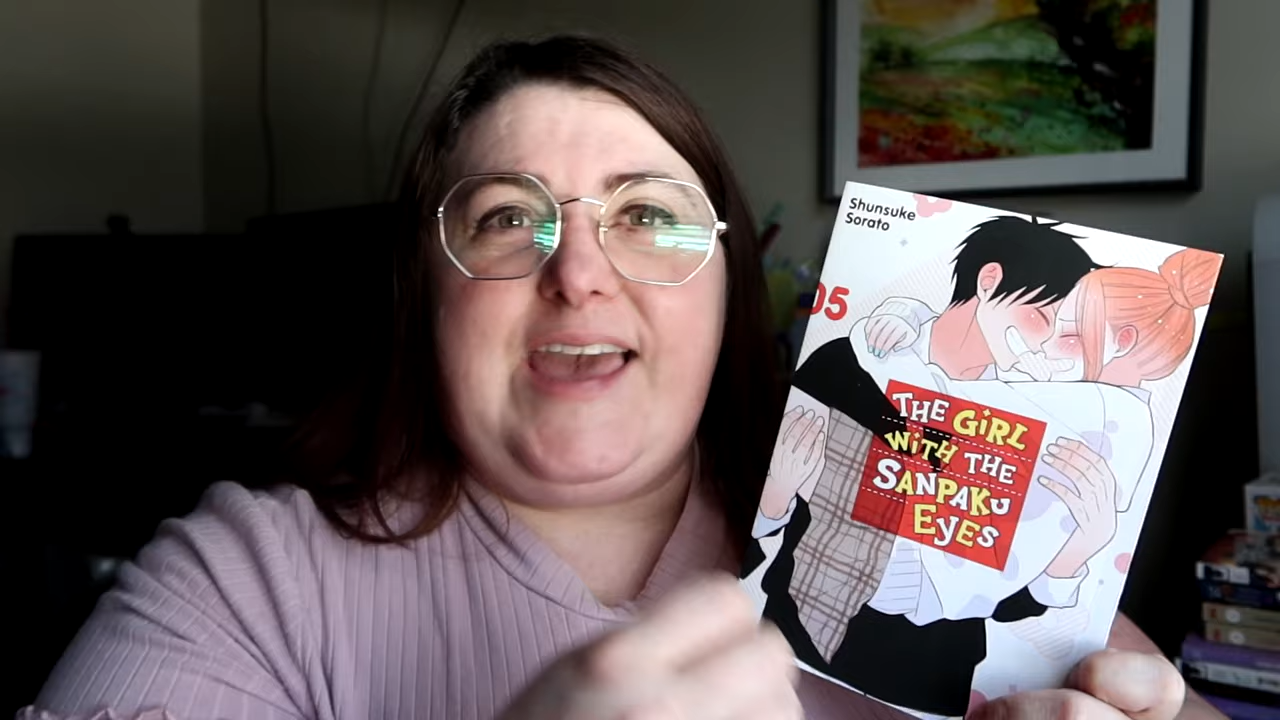 Shunsuke
Sorato
05
THE GiRL
WiTH THE
SANPAKU
EYES